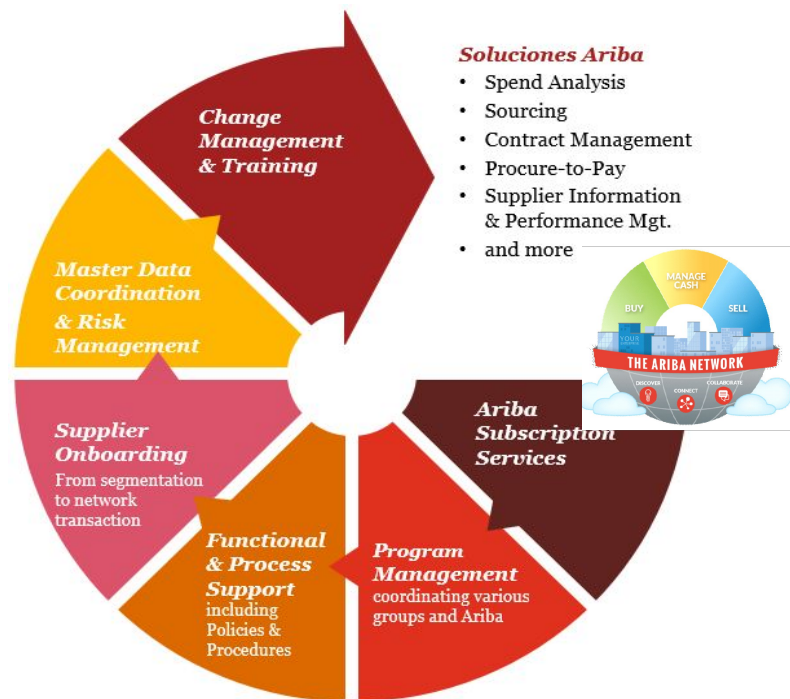 Soluciones Ariba
• Spend Analysis
• Sourcing
• Contract Management
• Procure-to-Pay
• Supplier Information
& Performance Mgt.
• and more
Change
Management
& Training
Master Data
Coordination
& Risk
Management
Supplier
Onboarding
From segmentation
to network
transaction
Functional
& Process
Support
including
Policies &
Procedures
Program
Management
coordinating various
groups and Ariba
Ariba
Subscription
Services
BUY
MANAGE
CASH
SELL
YOUR
THE ARIBA NETWORK
DISCOVER
CONNECT
COLLABORATE